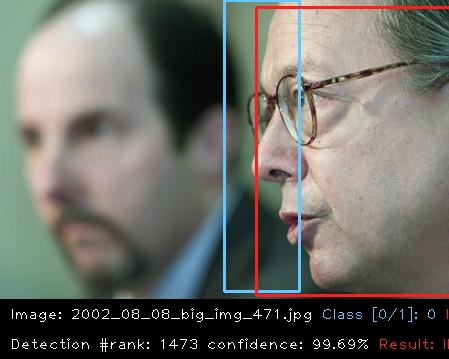 Image: 2002_08_08_big_img_471.jpg Class [0/1]: 0
Detection #rank: 1473 confidence: 99.69% Result: